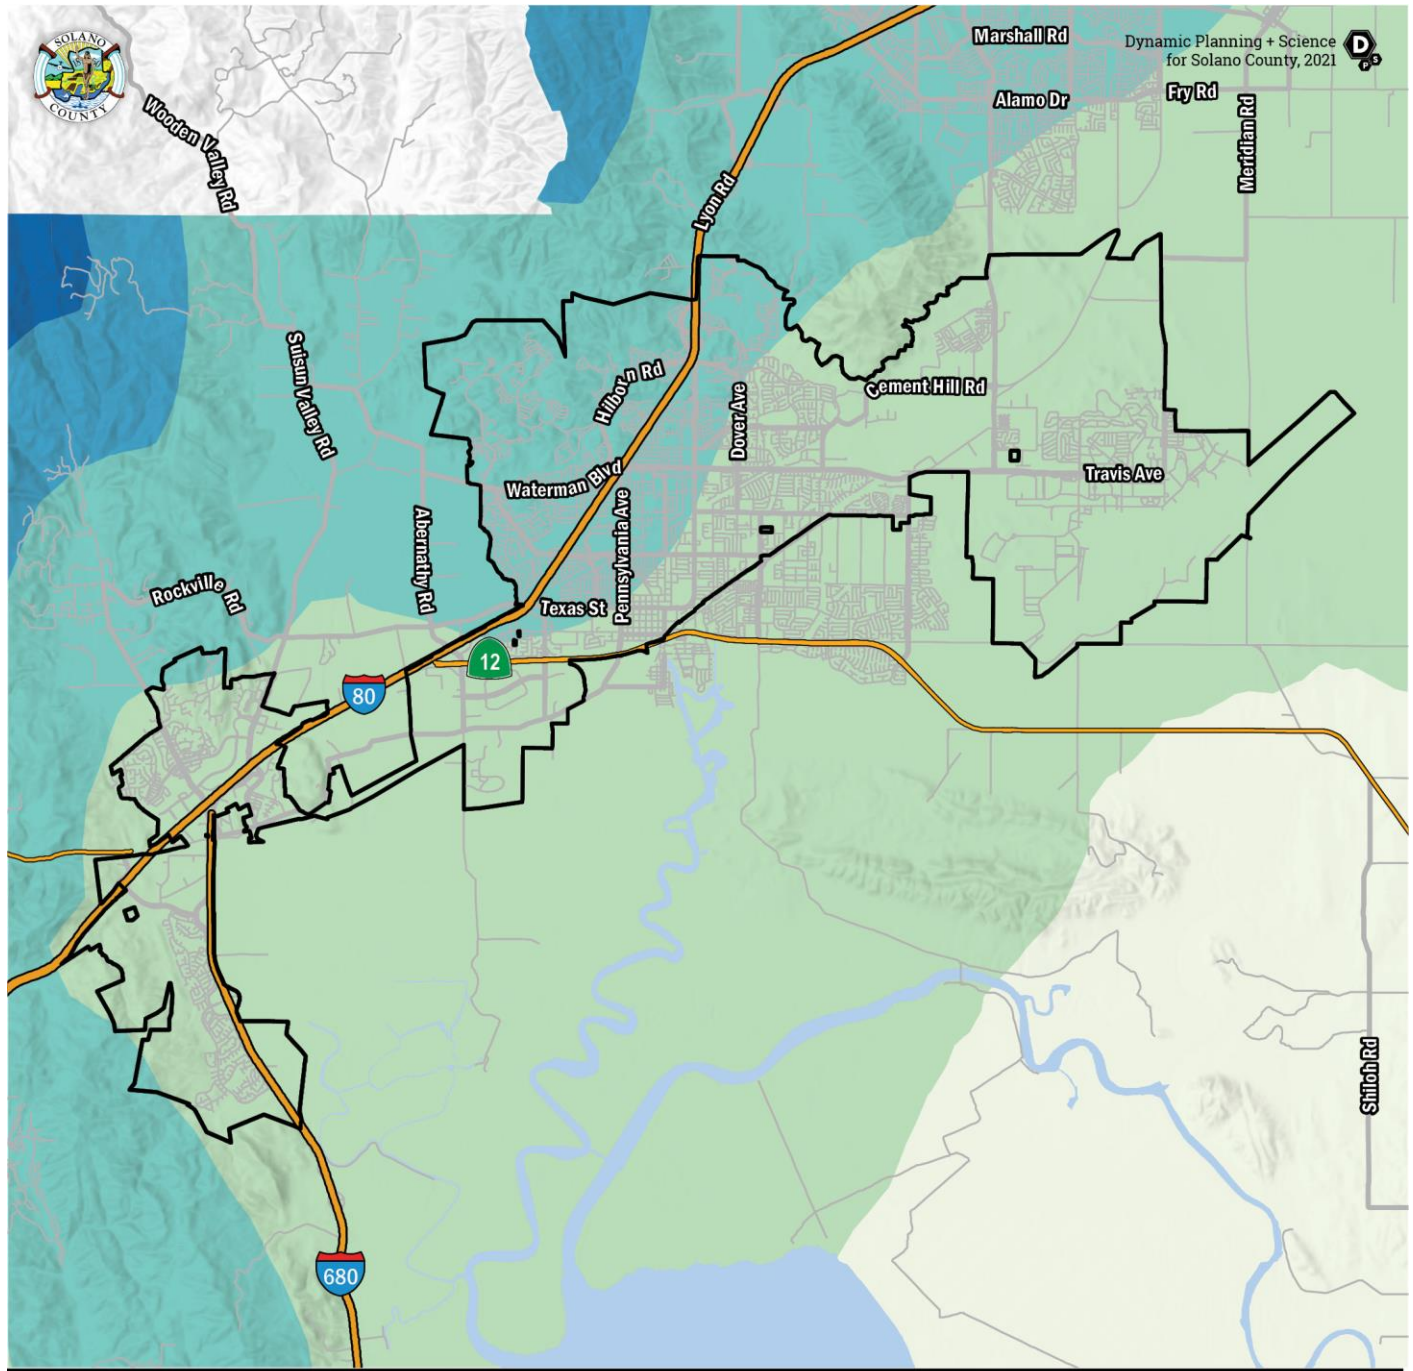 SOLANO
COUNTY
Marshall Rd
Dynamic Planning + Science
for Solano County, 2021
D
P S
Alamo Dr
Fry Rd
Meridian Rd
Wooden Valley Rd
Lyon Rd
Suisun Valley Rd
Hilborn Rd
Dover Ave
Cement Hill Rd
Waterman Blvd
Travis Ave
Pennsylvania Ave
Abernathy Rd
Rockville Rd
Texas St
12
80
Shiloh Rd
680